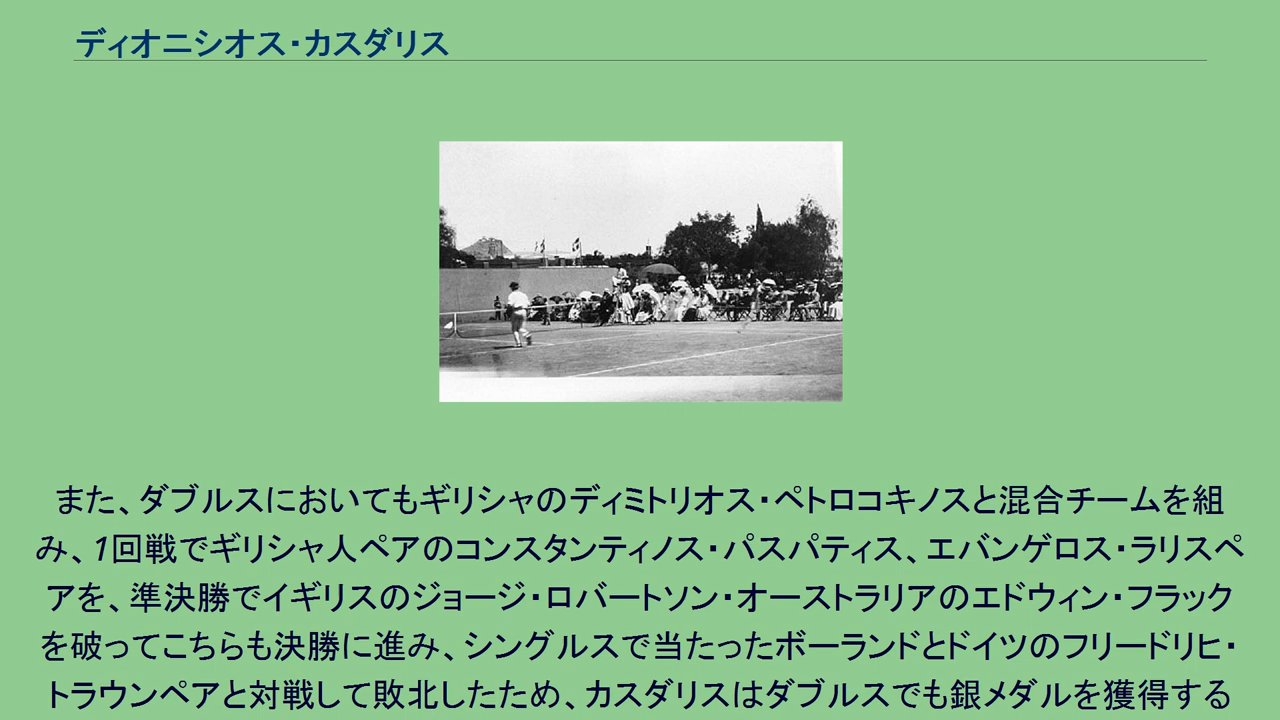 ディオニシオス・カスダリス
また、ダブルスにおいてもギリシャのディミトリオス・ペトロコキノスと混合チームを組
み、1回戦でギリシャ人ペアのコンスタンティノス・パスパティス、エバンゲロス・ラリスペ
アを、準決勝でイギリスのジョージ・ロバートソン・オーストラリアのエドウィン・フラック
を破ってこちらも決勝に進み、シングルスで当たったボーランドとドイツのフリードリヒ・
トラウンペアと対戦して敗北したため、カスダリスはダブルスでも銀メダルを獲得する